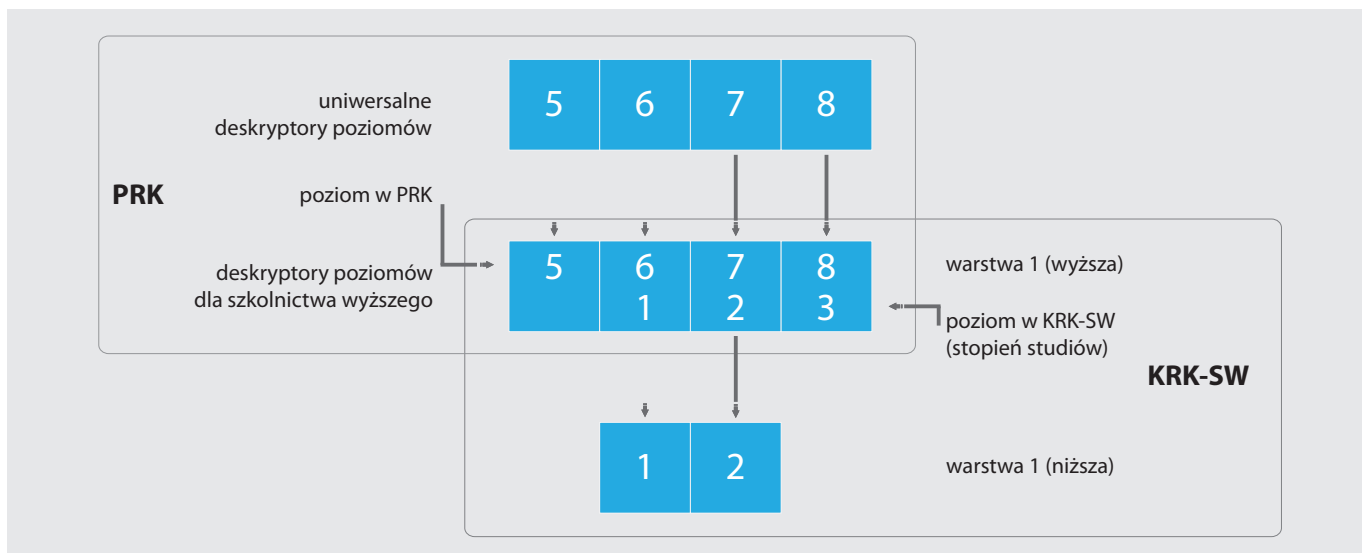 uniwersalne
deskryptory poziomów
5 6 7 8
PRK
poziom w PRK
deskryptory poziomów
dla szkolnictwa wyższego
5 6 7 8
1 2 3
warstwa 1 (wyższa)
poziom w KRK-SW
(stopień studiów)
KRK-SW
1 2
warstwa 1 (niższa)